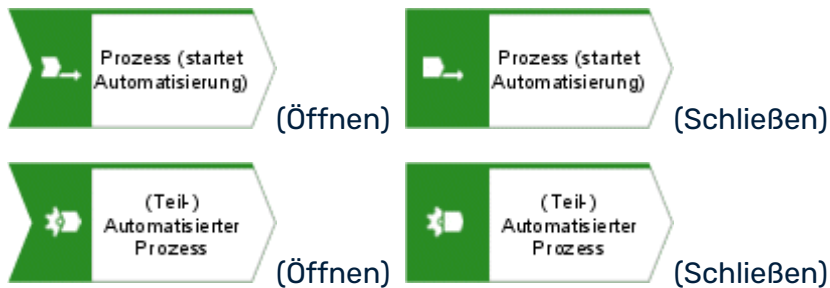 Prozess (startet
Automatisierung)
(Öffnen)
Prozess (startet
Automatisierung)
(Schließen)
(Teil-)
Automatisierter
Prozess
(Öffnen)
(Teil-)
Automatisierter
Prozess
(Schließen)